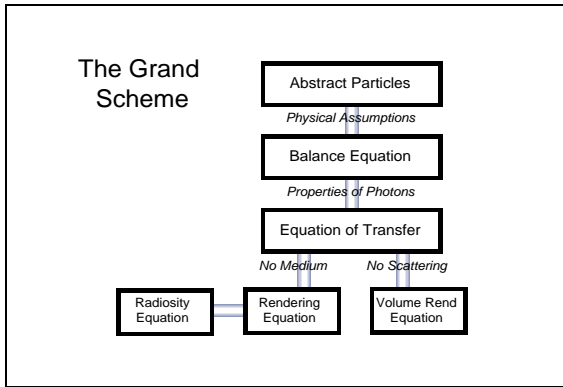 The Grand
Scheme
Abstract Particles
Physical Assumptions
Balance Equation
Properties of Photons
Equation of Transfer
No Medium
No Scattering
Radiosity
Equation
Rendering
Equation
Volume Rend
Equation